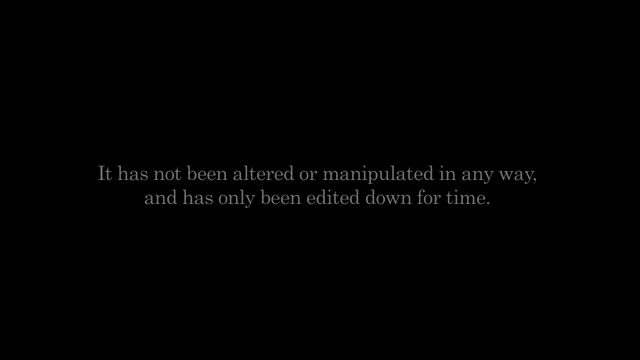 It has not been altered or manipulated in any way,
and has only been edited down for time.